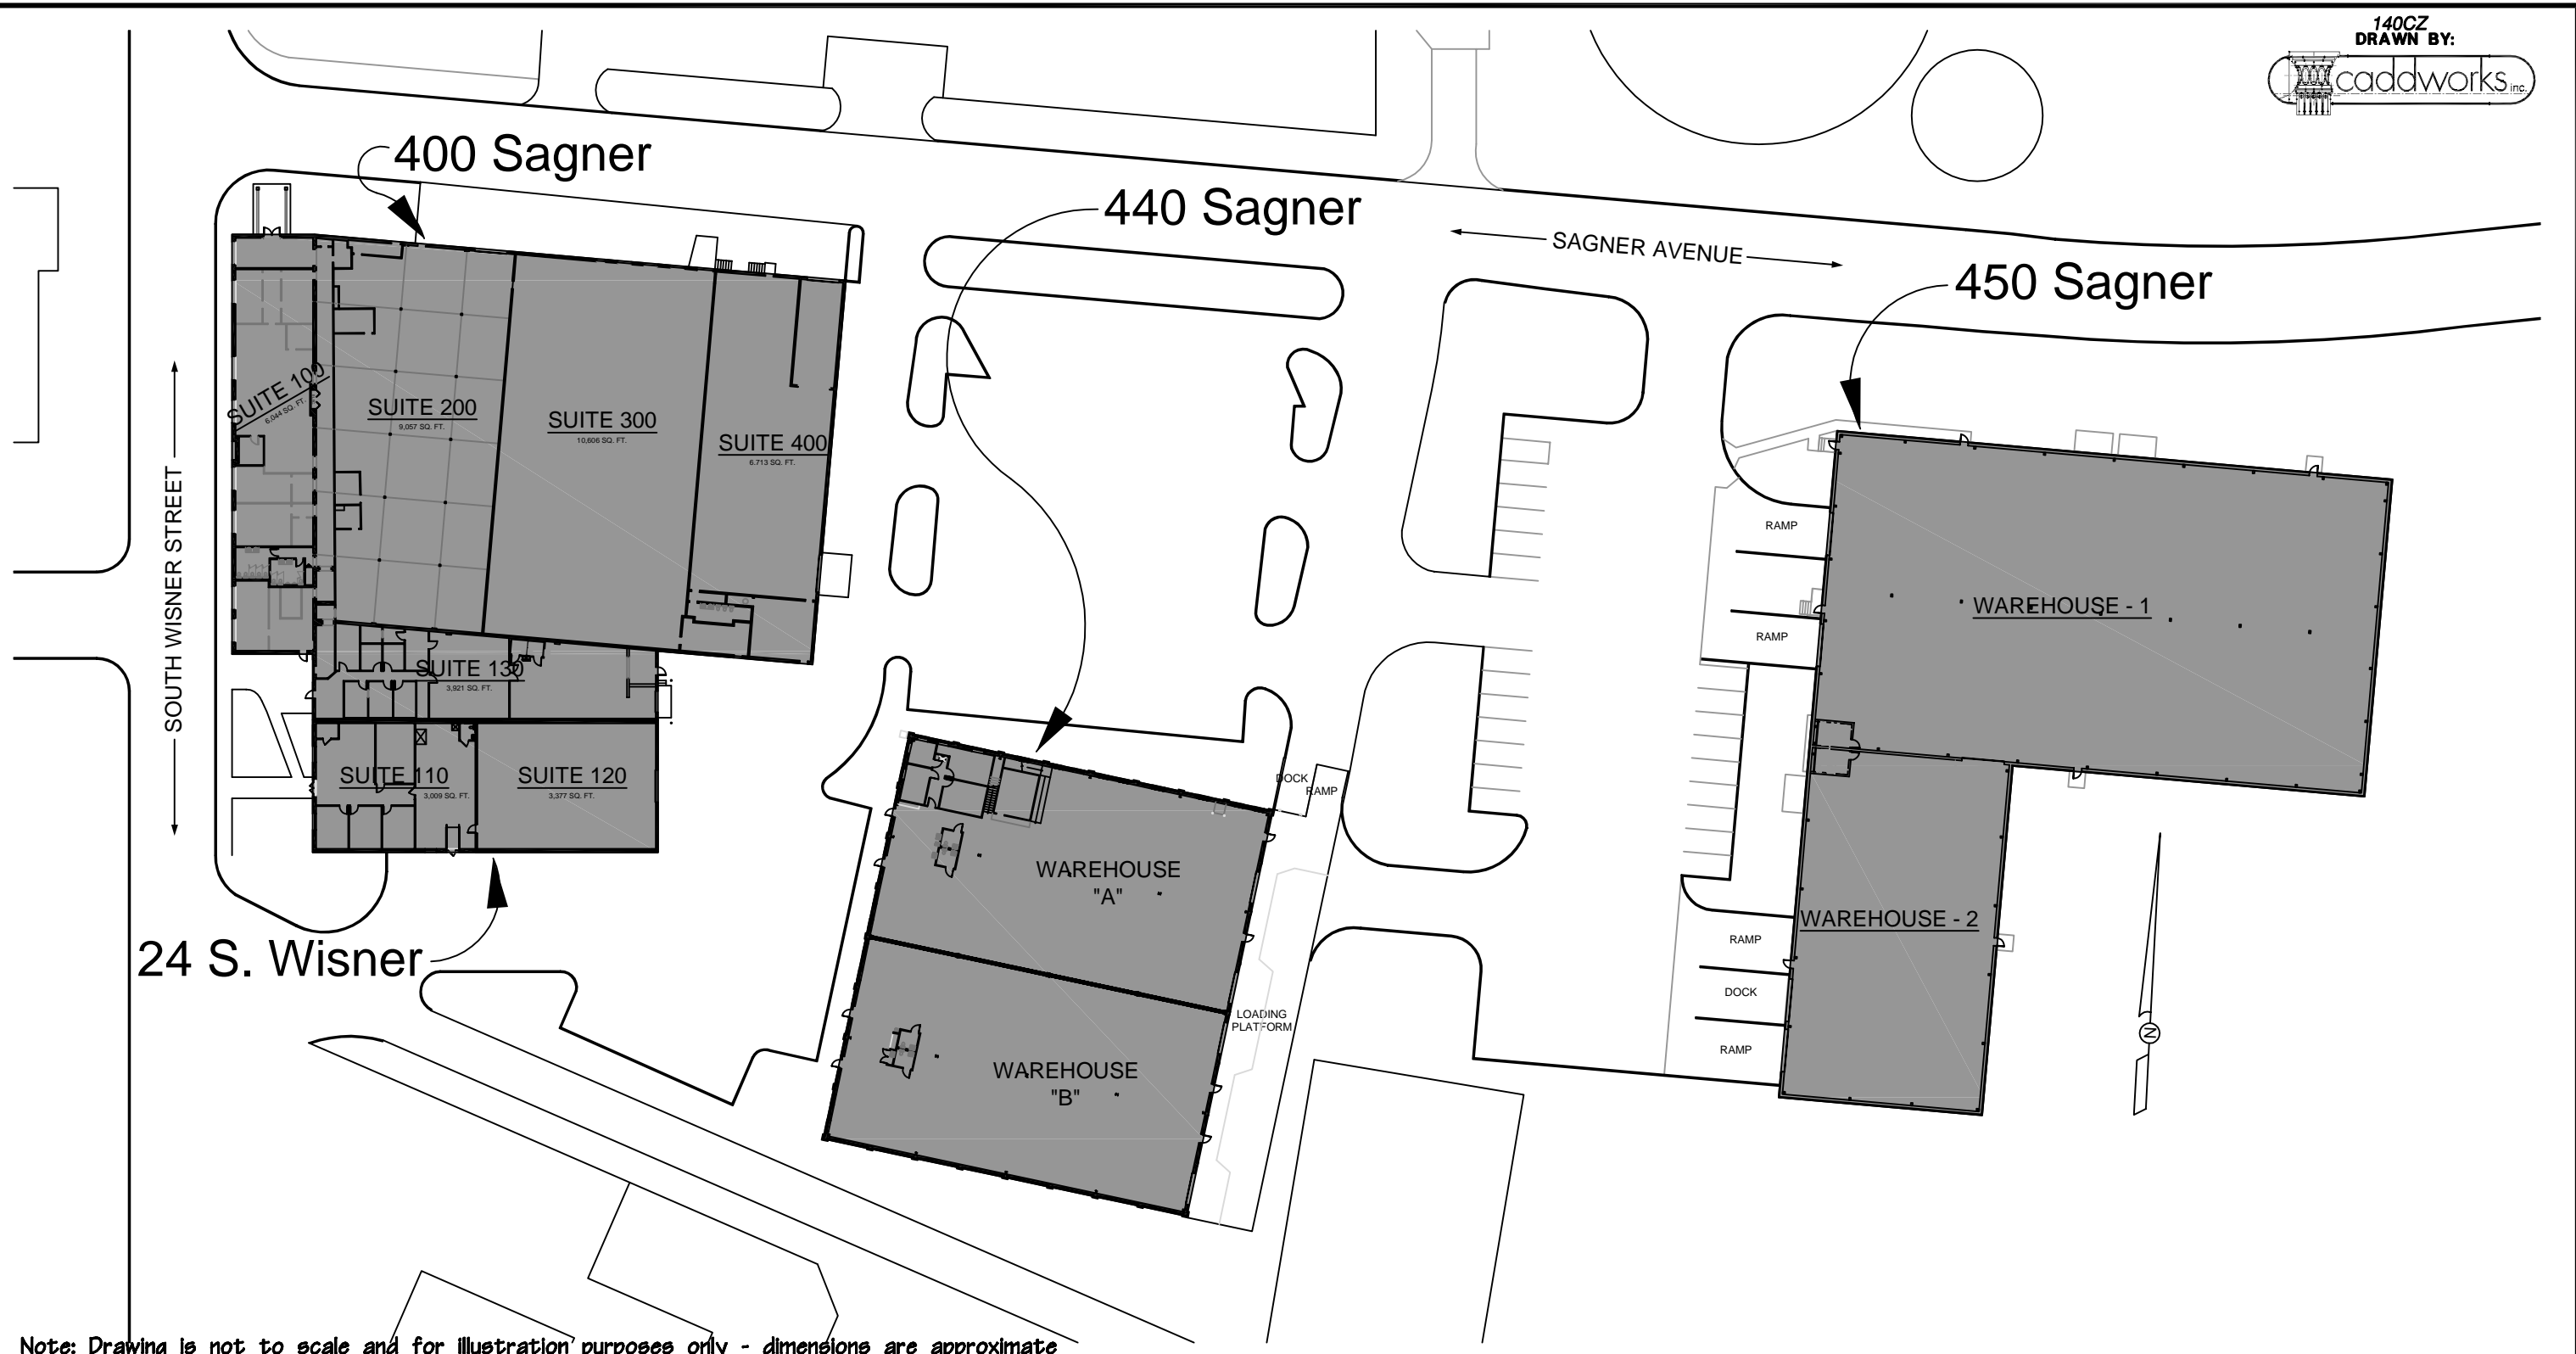 140CZ
DRAWN BY:
caddworks inc.
400 Sagner
440 Sagner
SAGNER AVENUE
450 Sagner
SOUTH WISNER STREET
SUITE 100
6,044 SQ. FT.
SUITE 200
9,057 SQ. FT.
SUITE 300
10,606 SQ. FT.
SUITE 400
6.713 SQ. FT.
SUITE 130
3,921 SQ. FT.
SUITE 110
3,009 SQ. FT.
SUITE 120
3,377 SQ. FT.
24 S. Wisner
DOCK
RAMP
WAREHOUSE
"A"
LOADING
PLATFORM
WAREHOUSE
"B"
RAMP
RAMP
WAREHOUSE - 1
WAREHOUSE - 2
RAMP
DOCK
RAMP
N
Note: Drawing is not to scale and for illustration purposes only - dimensions are approximate